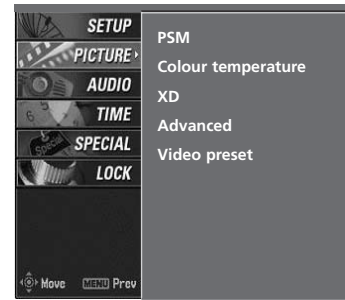 SETUP
PICTURE
AUDIO
TIME
SPECIAL
LOCK
Move MENU Prev
PSM
Colour temperature
XD
Advanced
Video preset